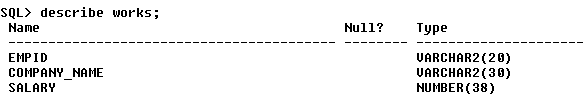 SQL> describe works;
Name Null? Type
----------------------------------------- -------- ----------------------------
EMPID VARCHAR2(20)
COMPANY_NAME VARCHAR2(30)
SALARY NUMBER(38)